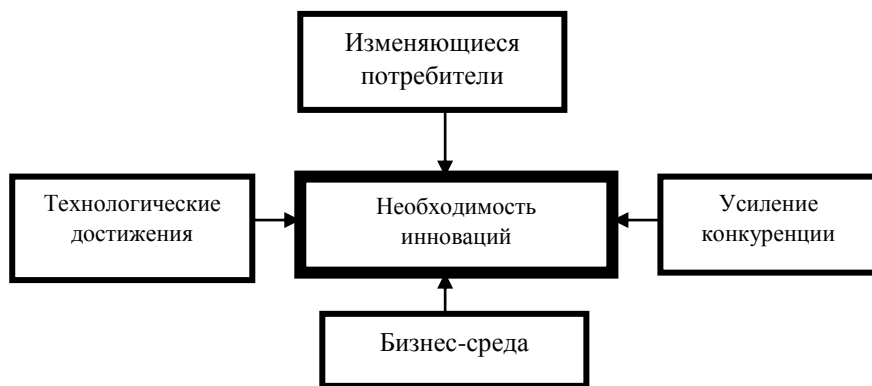 Изменяющиеся
потребители
Технологические
достижения
Необходимость
инноваций
Усиление
конкуренции
Бизнес-среда